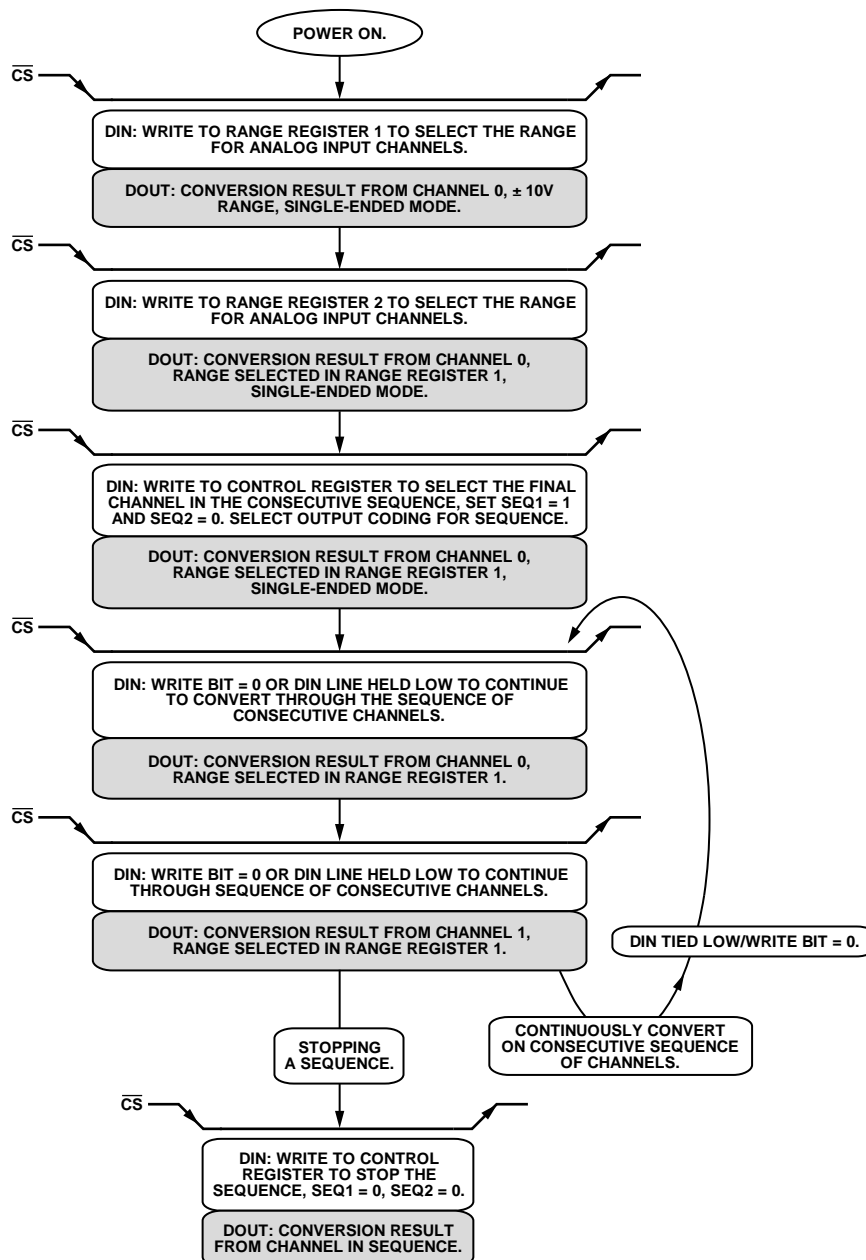 POWER ON.
CS
DIN: WRITE TO RANGE REGISTER 1 TO SELECT THE RANGE
FOR ANALOG INPUT CHANNELS.
DOUT: CONVERSION RESULT FROM CHANNEL 0, ± 10V
RANGE, SINGLE-ENDED MODE.
CS
DIN: WRITE TO RANGE REGISTER 2 TO SELECT THE RANGE
FOR ANALOG INPUT CHANNELS.
DOUT: CONVERSION RESULT FROM CHANNEL 0,
RANGE SELECTED IN RANGE REGISTER 1,
SINGLE-ENDED MODE.
CS
DIN: WRITE TO CONTROL REGISTER TO SELECT THE FINAL
CHANNEL IN THE CONSECUTIVE SEQUENCE, SET SEQ1 = 1
AND SEQ2 = 0. SELECT OUTPUT CODING FOR SEQUENCE.
DOUT: CONVERSION RESULT FROM CHANNEL 0,
RANGE SELECTED IN RANGE REGISTER 1,
SINGLE-ENDED MODE.
CS
DIN: WRITE BIT = 0 OR DIN LINE HELD LOW TO CONTINUE
TO CONVERT THROUGH THE SEQUENCE OF
CONSECUTIVE CHANNELS.
DOUT: CONVERSION RESULT FROM CHANNEL 0,
RANGE SELECTED IN RANGE REGISTER 1.
CS
DIN: WRITE BIT = 0 OR DIN LINE HELD LOW TO CONTINUE
THROUGH SEQUENCE OF CONSECUTIVE CHANNELS.
DOUT: CONVERSION RESULT FROM CHANNEL 1,
RANGE SELECTED IN RANGE REGISTER 1.
DIN TIED LOW/WRITE BIT = 0.
STOPPING
A SEQUENCE.
CONTINUOUSLY CONVERT
ON CONSECUTIVE SEQUENCE
OF CHANNELS.
CS
DIN: WRITE TO CONTROL
REGISTER TO STOP THE
SEQUENCE, SEQ1 = 0, SEQ2 = 0.
DOUT: CONVERSION RESULT
FROM CHANNEL IN SEQUENCE.